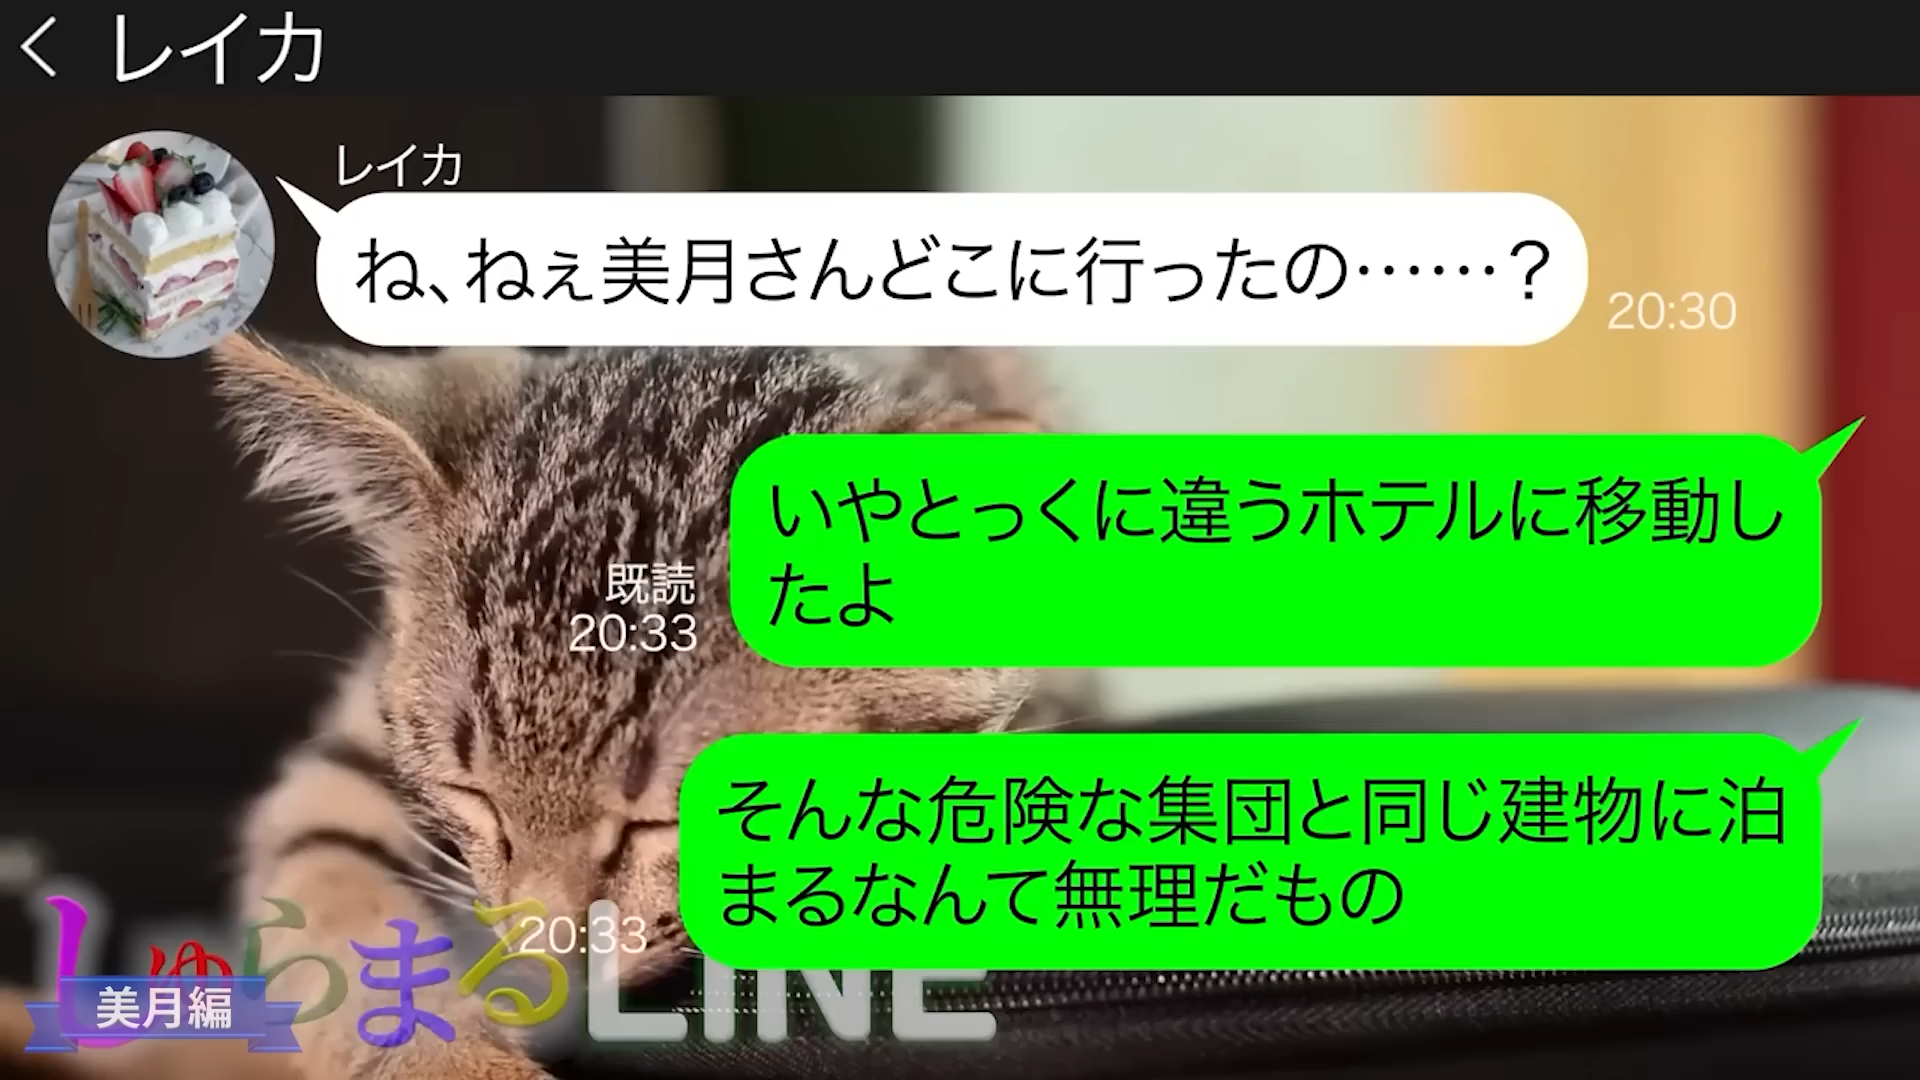 レイカ
レイカ
ね、ねぇ美月さんどこに行ったの……？
20:30
いやとっくに違うホテルに移動し
たよ
既読
20:33
そんな危険な集団と同じ建物に泊
まるなんて無理だもの
20:33
しゅらまるLINE
美月編